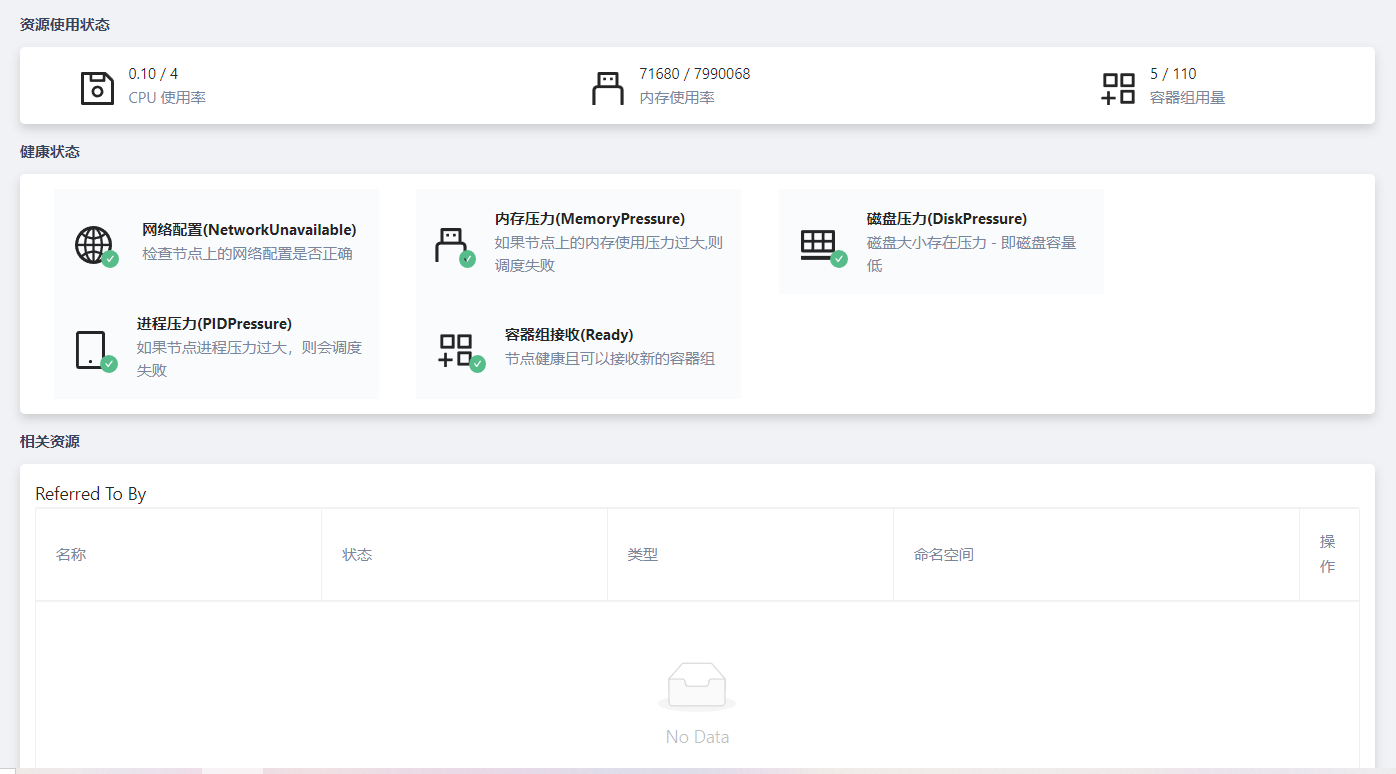 资源使用状态
0.10 / 4
CPU 使用率
71680 / 7990068
内存使用率
5 / 110
容器组用量
健康状态
网络配置(NetworkUnavailable)
检查节点上的网络配置是否正确
内存压力(MemoryPressure)
如果节点上的内存使用压力过大,则
调度失败
磁盘压力(DiskPressure)
磁盘大小存在压力 - 即磁盘容量
低
进程压力(PIDPressure)
如果节点进程压力过大，则会调度
失败
容器组接收(Ready)
节点健康且可以接收新的容器组
相关资源
Referred To By
名称
状态
类型
命名空间
操
作
No Data